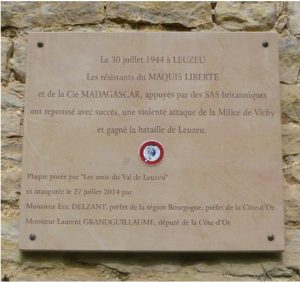 Le 30 juillet 1944 à LEUZEU
Les résistants du MAQUIS LIBERTE
et de la Cie MADAGASCAR, appuyés par des SAS britanniques
ont repoussé avec succès, une violente attaque de la Milice de Vichy
et gagné la bataille de Leuzeu.
Plaque posée par "Les amis du Val de Leuzeu"
et inaugurée le 27 juillet 2014 par
Monsieur Eric DELZANT, préfet de la région Bourgogne, préfet de la Côte-d'Or
Monsieur Laurent GRANDGUILLAUME, député de la Côte-d'Or